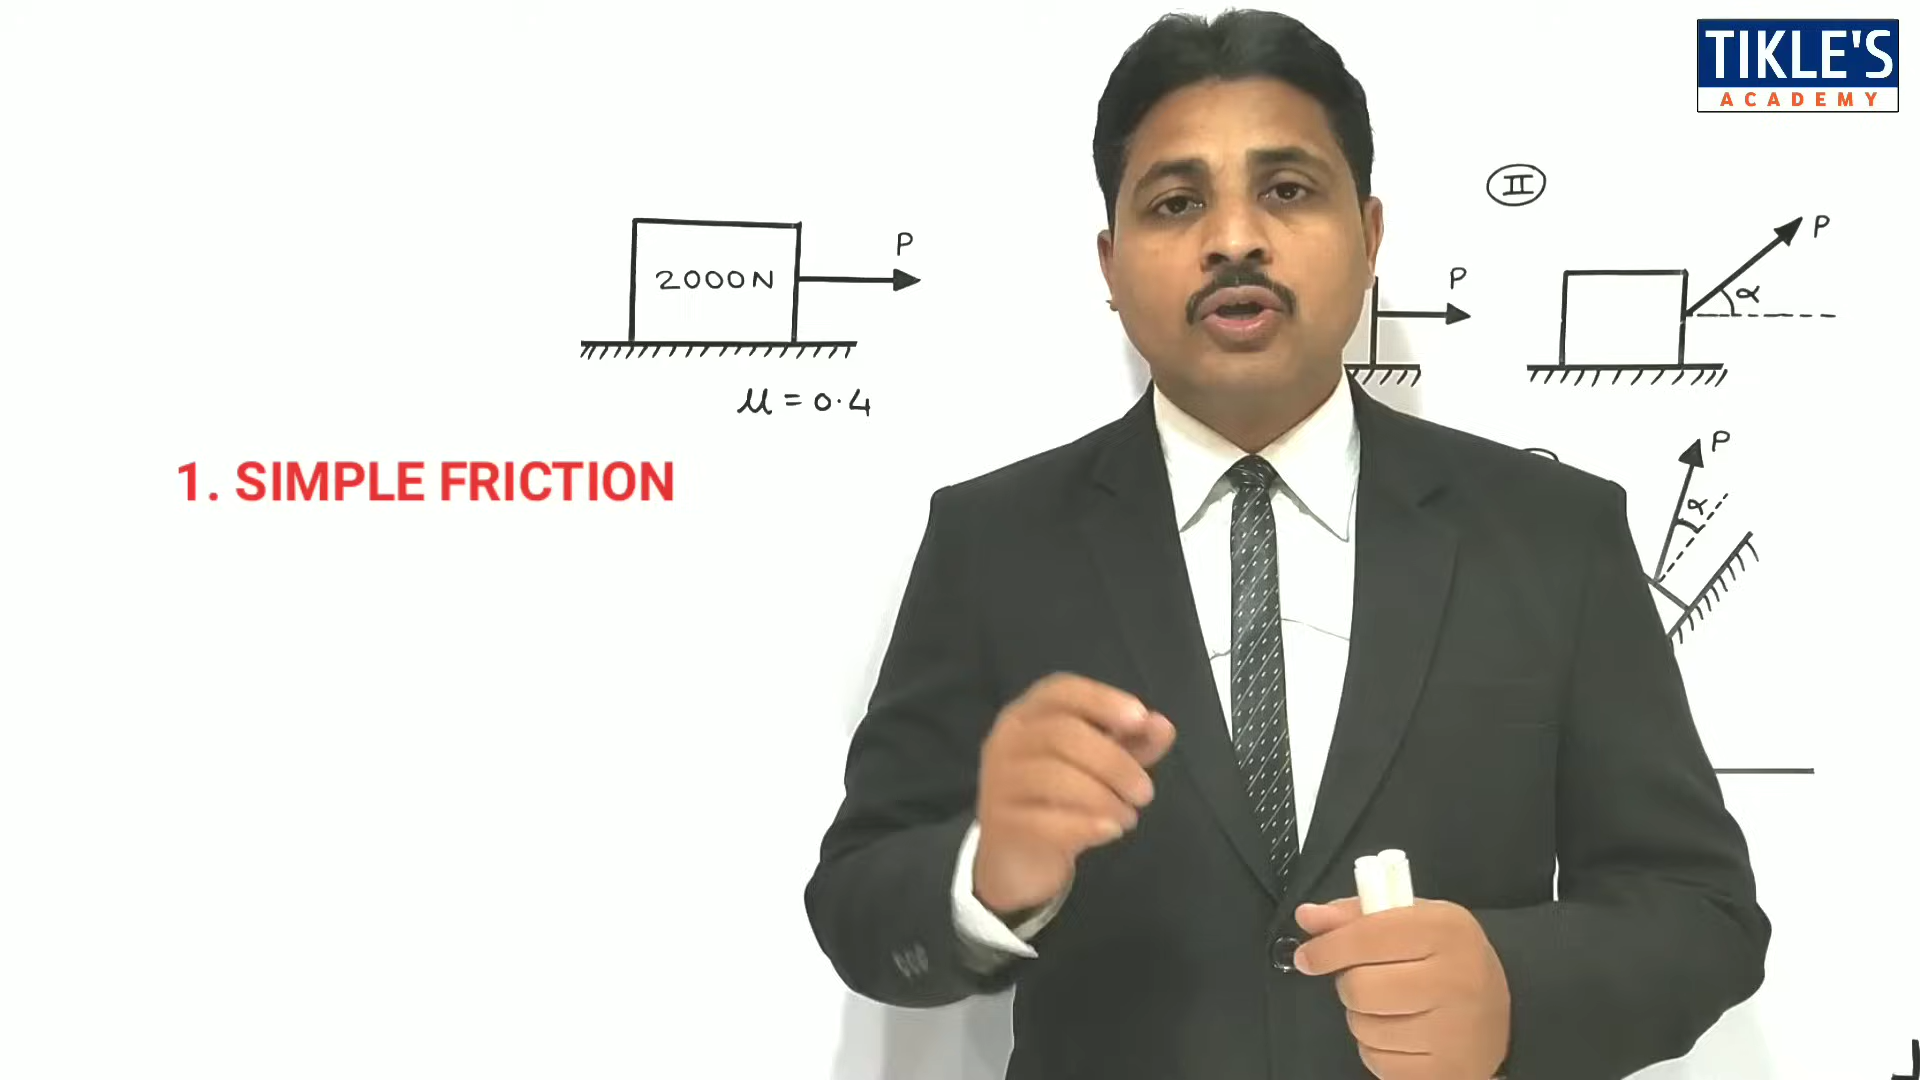 TIKLE'S
ACADEMY
II
P
2000N
P
P
α
μ = 0.4
P
α
1. SIMPLE FRICTION